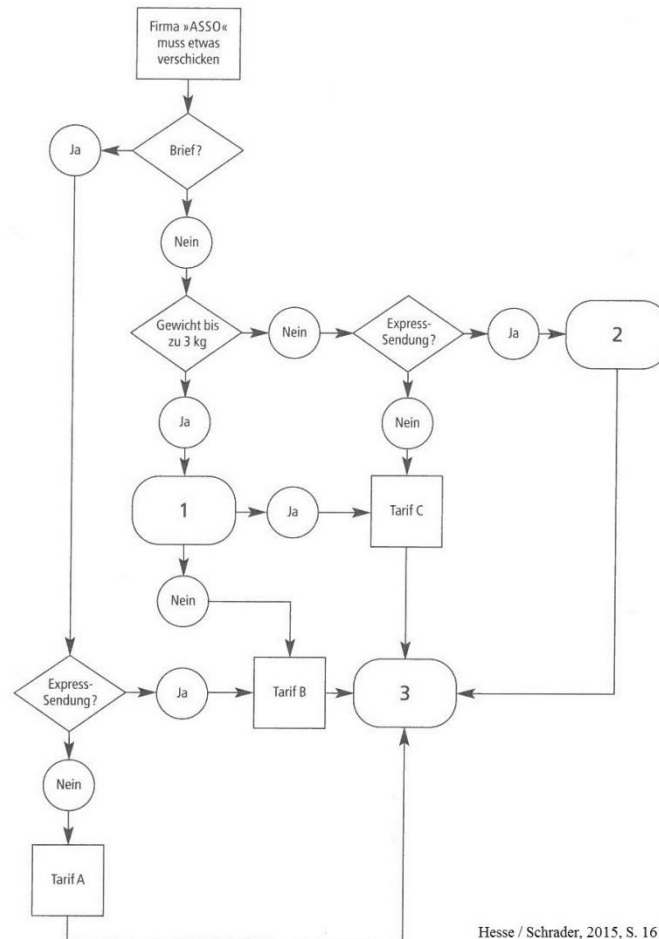 Firma »ASSO«
muss etwas
verschicken
Ja
Brief?
Nein
Gewicht bis
zu 3 kg
Nein
Express-
Sendung?
Ja
2
Ja
Nein
1
Ja
Tarif C
Nein
Express-
Sendung?
Ja
Tarif B
3
Nein
Tarif A
Hesse / Schrader, 2015, S. 16